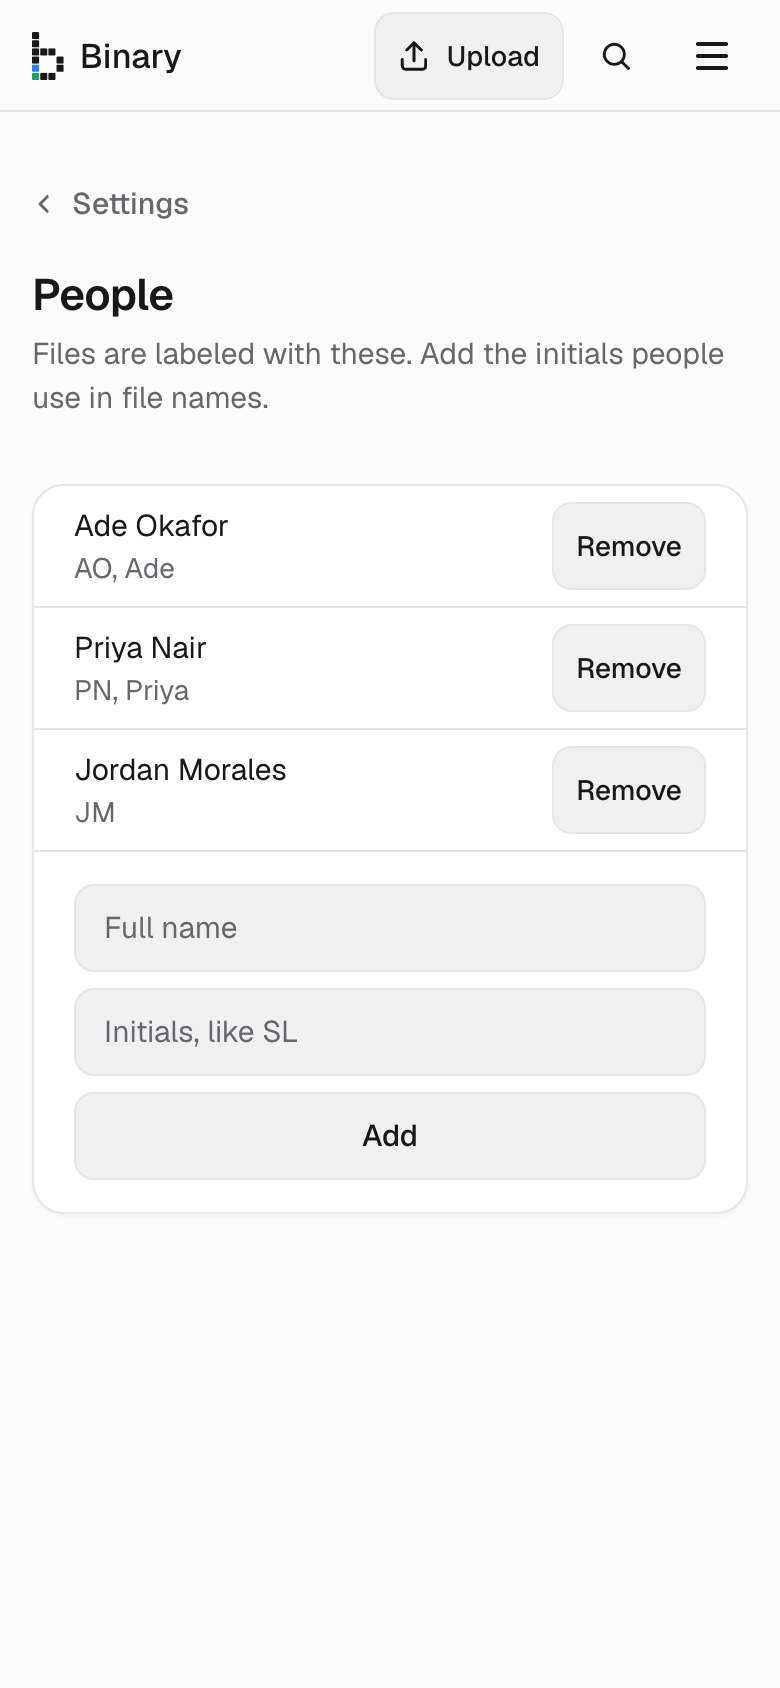 Binary
Upload
Settings
People
Files are labeled with these. Add the initials people
use in file names.
Ade Okafor
AO, Ade
Remove
Priya Nair
PN, Priya
Remove
Jordan Morales
JM
Remove
Full name
Initials, like SL
Add